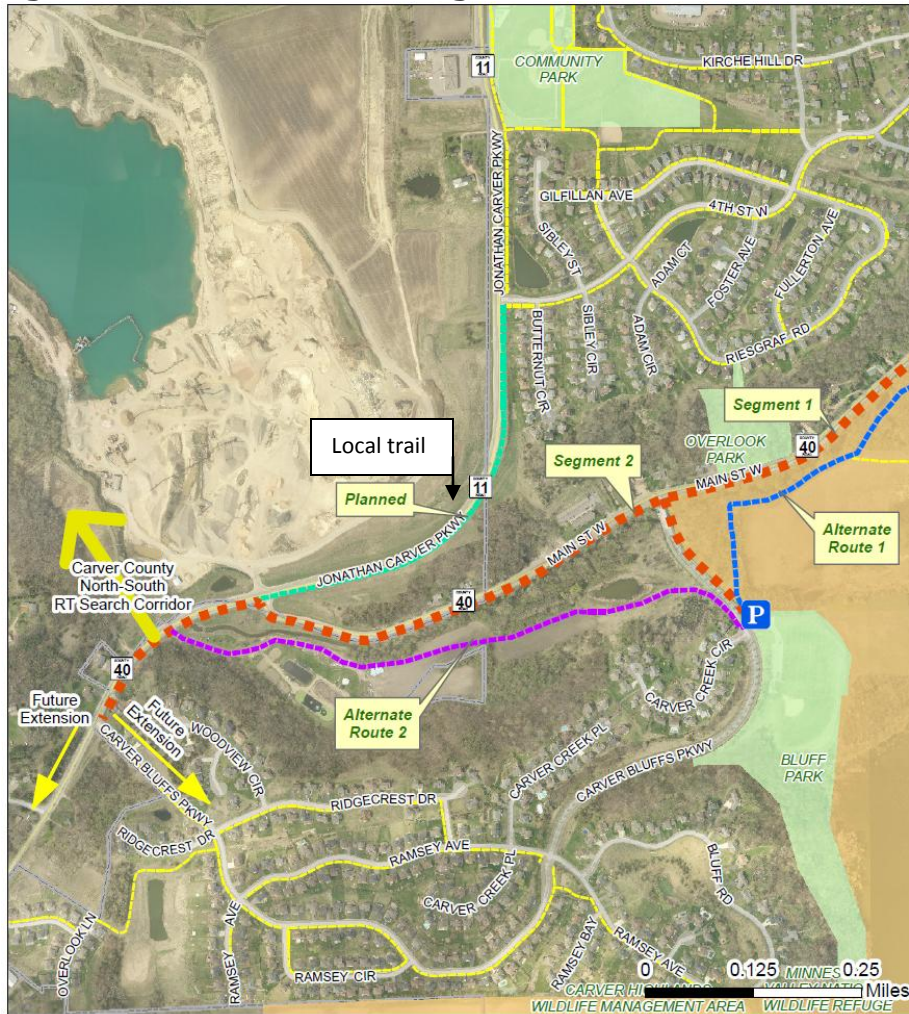 COUNTY
11
COMMUNITY
PARK
KIRCHE HILL DR
JONATHAN CARVER PKWY
GILFILLAN AVE
4TH ST W
SIBLEY ST
SIBLEY CIR
ADAM CT
ADAM CIR
FOSTER AVE
FULLERTON AVE
BUTTERNUT CIR
RIESGRAF RD
Local trail
Planned
COUNTY
11
JONATHAN CARVER PKWY
Segment 1
OVERLOOK
PARK
COUNTY
40
MAIN ST W
Segment 2
MAIN ST W
Alternate
Route 1
COUNTY
40
Carver County
North-South
RT Search Corridor
P
COUNTY
40
CARVER CREEK CIR
Alternate
Route 2
Future
Extension
Future
Extension
WOODVIEW CIR
CARVER BLUFFS PKWY
CARVER CREEK PL
CARVER BLUFFS PKWY
BLUFF
PARK
RIDGECREST DR
RIDGECREST DR
RAMSEY AVE
CARVER CREEK PL
BLUFF RD
OVERLOOK LN
RAMSEY AVE
RAMSEY CIR
RAMSEY BAY
RAMSEY AVE
0 0.125 0.25
Miles
CARVER HIGHLANDS
WILDLIFE MANAGEMENT AREA
WILDLIFE REFUGE